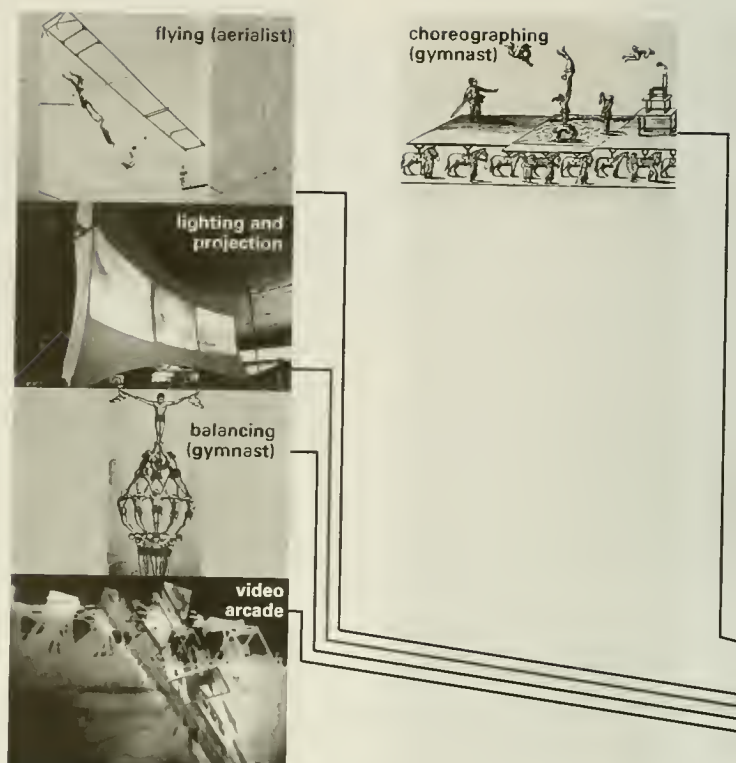 flying (aerialist)
choreographing
(gymnast)
lighting and
projection
balancing
(gymnast)
video
arcade